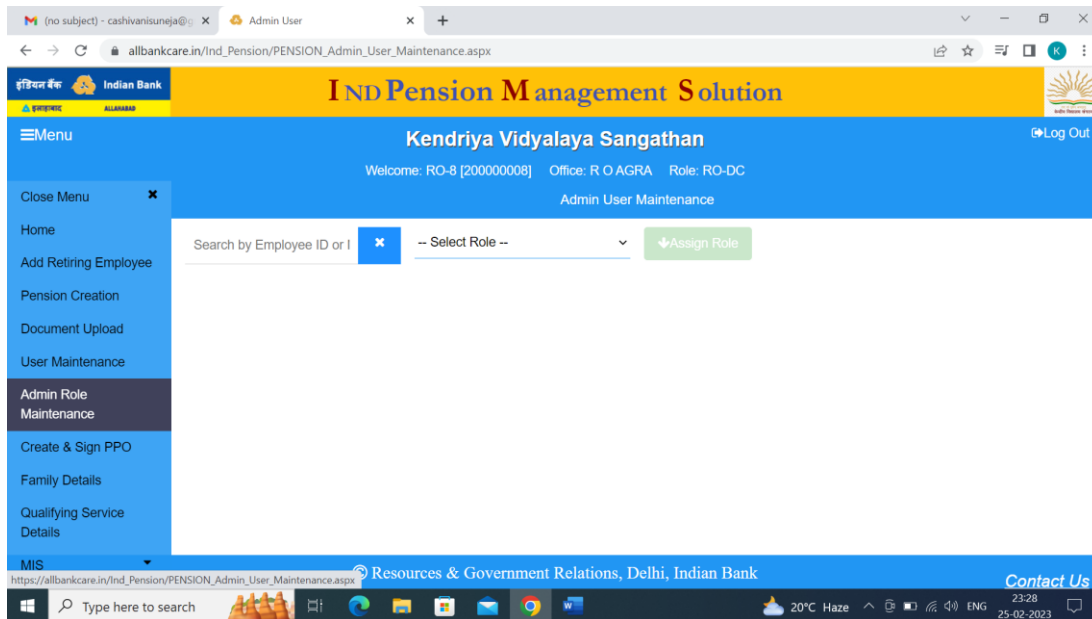 (no subject) - cashivanisuneja@g
Admin User
allbankcare.in/Ind_Pension/PENSION_Admin_User_Maintenance.aspx
K
इंडियन बैंक Indian Bank
इलाहाबाद ALLAHABAD
IND Pension Management Solution
Menu
Kendriya Vidyalaya Sangathan
Log Out
Welcome: RO-8 [200000008] Office: R O AGRA Role: RO-DC
Admin User Maintenance
Close Menu
Home
Add Retiring Employee
Pension Creation
Document Upload
User Maintenance
Admin Role
Maintenance
Create & Sign PPO
Family Details
Qualifying Service
Details
MIS
Search by Employee ID or
-- Select Role --
Assign Role
https://allbankcare.in/Ind_Pension/PENSION_Admin_User_Maintenance.aspx
© Resources & Government Relations, Delhi, Indian Bank
Contact Us
Type here to search
20°C Haze
ENG
23:28
25-02-2023